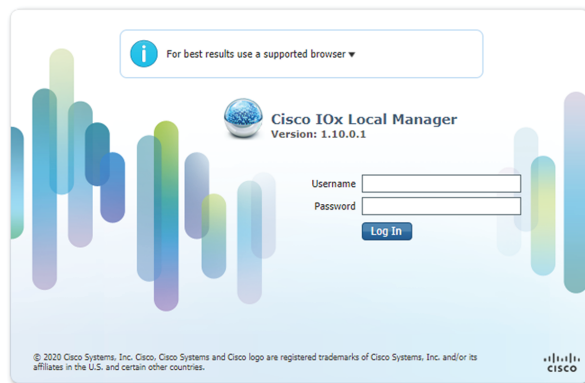 For best results use a supported browser ▾
Cisco IOx Local Manager
Version: 1.10.0.1
Username
Password
Log In
© 2020 Cisco Systems, Inc. Cisco, Cisco Systems and Cisco logo are registered trademarks of Cisco Systems, Inc. and/or its
affiliates in the U.S. and certain other countries.
CISCO